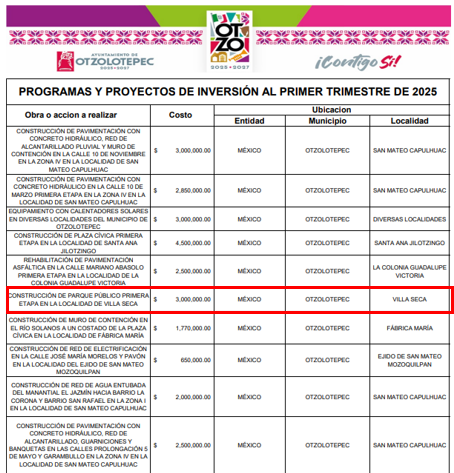 OTZO
2025 • 2027
AYUNTAMIENTO DE
OTZOLOTEPEC
2025 • 2027
¡Contigo Sí!
PROGRAMAS Y PROYECTOS DE INVERSIÓN AL PRIMER TRIMESTRE DE 2025
Obra o accion a realizar Costo Ubicacion
Entidad Municipio Localidad
CONSTRUCCIÓN DE PAVIMENTACIÓN CON
CONCRETO HIDRÁULICO, RED DE
ALCANTARILLADO PLUVIAL Y MURO DE
CONTENCIÓN EN LA CALLE 10 DE NOVIEMBRE
EN LA ZONA IV EN LA LOCALIDAD DE SAN
MATEO CAPULHUAC
$ 3,000,000.00 MÉXICO OTZOLOTEPEC SAN MATEO CAPULHUAC
CONSTRUCCIÓN DE PAVIMENTACIÓN CON
CONCRETO HIDRÁULICO EN LA CALLE 10 DE
MARZO PRIMERA ETAPA EN LA ZONA IV EN LA
LOCALIDAD DE SAN MATEO CAPULHUAC
$ 2,850,000.00 MÉXICO OTZOLOTEPEC SAN MATEO CAPULHUAC
EQUIPAMIENTO CON CALENTADORES SOLARES
EN DIVERSAS LOCALIDADES DEL MUNICIPIO DE
OTZOLOTEPEC
$ 3,000,000.00 MÉXICO OTZOLOTEPEC DIVERSAS LOCALIDADES
CONSTRUCCIÓN DE PLAZA CÍVICA PRIMERA
ETAPA EN LA LOCALIDAD DE SANTA ANA
JILOTZINGO
$ 4,500,000.00 MÉXICO OTZOLOTEPEC SANTA ANA JILOTZINGO
REHABILITACIÓN DE PAVIMENTACIÓN
ASFÁLTICA EN LA CALLE MARIANO ABASOLO
PRIMERA ETAPA EN LA LOCALIDAD DE LA
COLONIA GUADALUPE VICTORIA
$ 2,500,000.00 MÉXICO OTZOLOTEPEC LA COLONIA GUADALUPE
VICTORIA
CONSTRUCCIÓN DE PARQUE PÚBLICO PRIMERA
ETAPA EN LA LOCALIDAD DE VILLA SECA
$ 3,000,000.00 MÉXICO OTZOLOTEPEC VILLA SECA
CONSTRUCCIÓN DE MURO DE CONTENCIÓN EN
EL RÍO SOLANOS A UN COSTADO DE LA PLAZA
CÍVICA EN LA LOCALIDAD DE FÁBRICA MARÍA
$ 1,770,000.00 MÉXICO OTZOLOTEPEC FÁBRICA MARÍA
CONSTRUCCIÓN DE RED DE ELECTRIFICACIÓN
EN LA CALLE JOSÉ MARÍA MORELOS Y PAVÓN
EN LA LOCALIDAD DEL EJIDO DE SAN MATEO
MOZOQUILPAN
$ 650,000.00 MÉXICO OTZOLOTEPEC EJIDO DE SAN MATEO
MOZOQUILPAN
CONSTRUCCIÓN DE RED DE AGUA ENTUBADA
DEL MANANTIAL EL JAZMÍN HACIA BARRIO LA
CORONA Y BARRIO SAN RAFAEL EN LA ZONA I
EN LA LOCALIDAD DE SAN MATEO CAPULHUAC
$ 2,000,000.00 MÉXICO OTZOLOTEPEC SAN MATEO CAPULHUAC
CONSTRUCCIÓN DE PAVIMENTACIÓN CON
CONCRETO HIDRÁULICO, RED DE
ALCANTARILLADO, GUARNICIONES Y
BANQUETAS EN LAS CALLES PROLONGACIÓN 5
DE MAYO Y GARAMBULLO EN LA ZONA IV EN LA
LOCALIDAD DE SAN MATEO CAPULHUAC
$ 2,500,000.00 MÉXICO OTZOLOTEPEC SAN MATEO CAPULHUAC